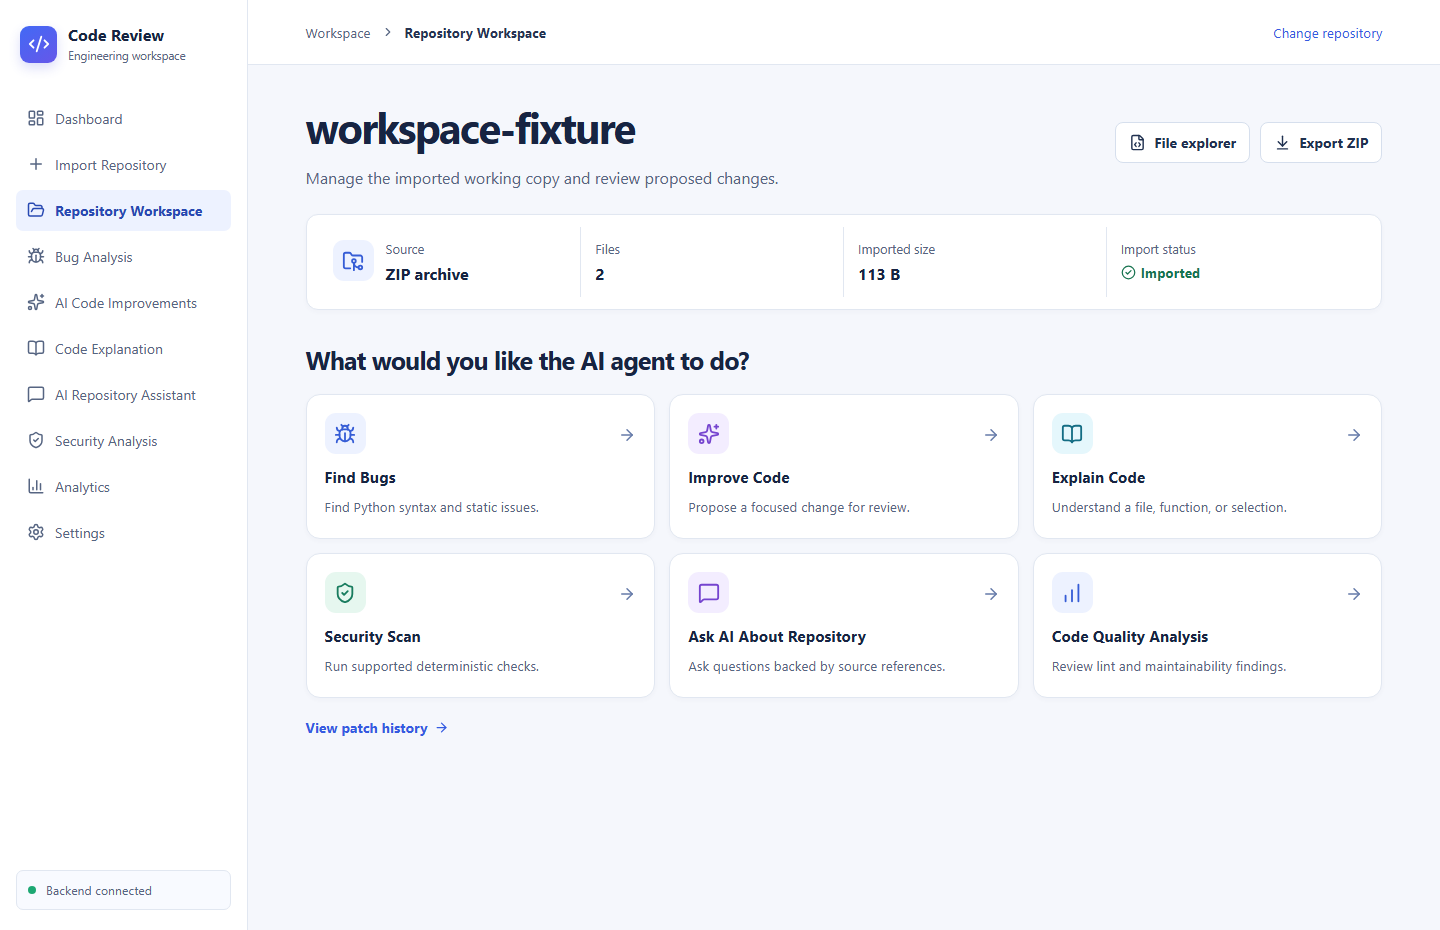 Code Review
Engineering workspace
Dashboard
Import Repository
Repository Workspace
Bug Analysis
AI Code Improvements
Code Explanation
AI Repository Assistant
Security Analysis
Analytics
Settings
Backend connected
Workspace > Repository Workspace
Change repository
workspace-fixture
Manage the imported working copy and review proposed changes.
File explorer
Export ZIP
Source
ZIP archive
Files
2
Imported size
113 B
Import status
Imported
What would you like the AI agent to do?
Find Bugs
Find Python syntax and static issues.
Improve Code
Propose a focused change for review.
Explain Code
Understand a file, function, or selection.
Security Scan
Run supported deterministic checks.
Ask AI About Repository
Ask questions backed by source references.
Code Quality Analysis
Review lint and maintainability findings.
View patch history →